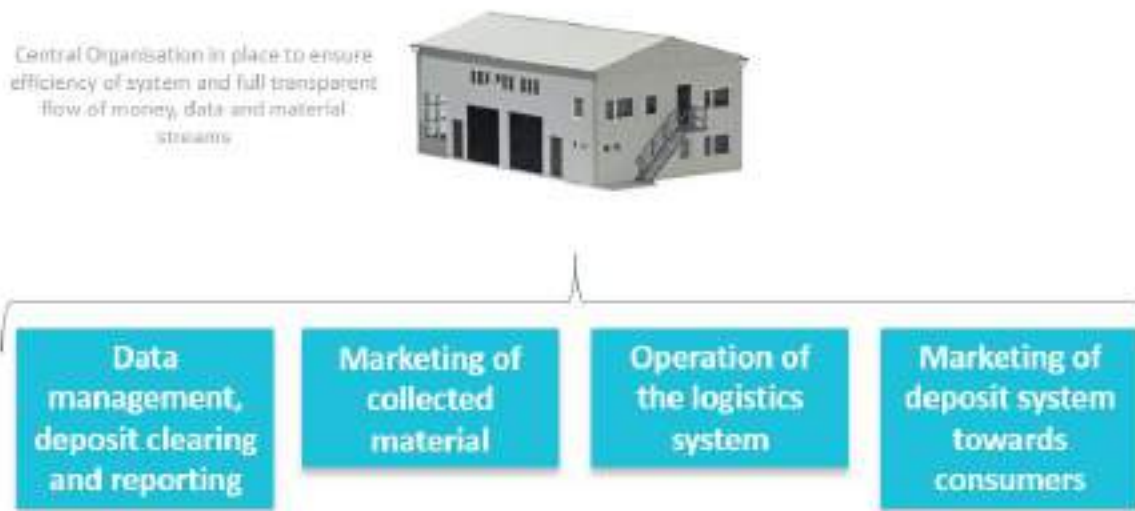 Central Organisation in place to ensure
efficiency of system and full transparent
flow of money, data and material
streams
Data
management,
deposit clearing
and reporting
Marketing of
collected
material
Operation of
the logistics
system
Marketing of
deposit system
towards
consumers